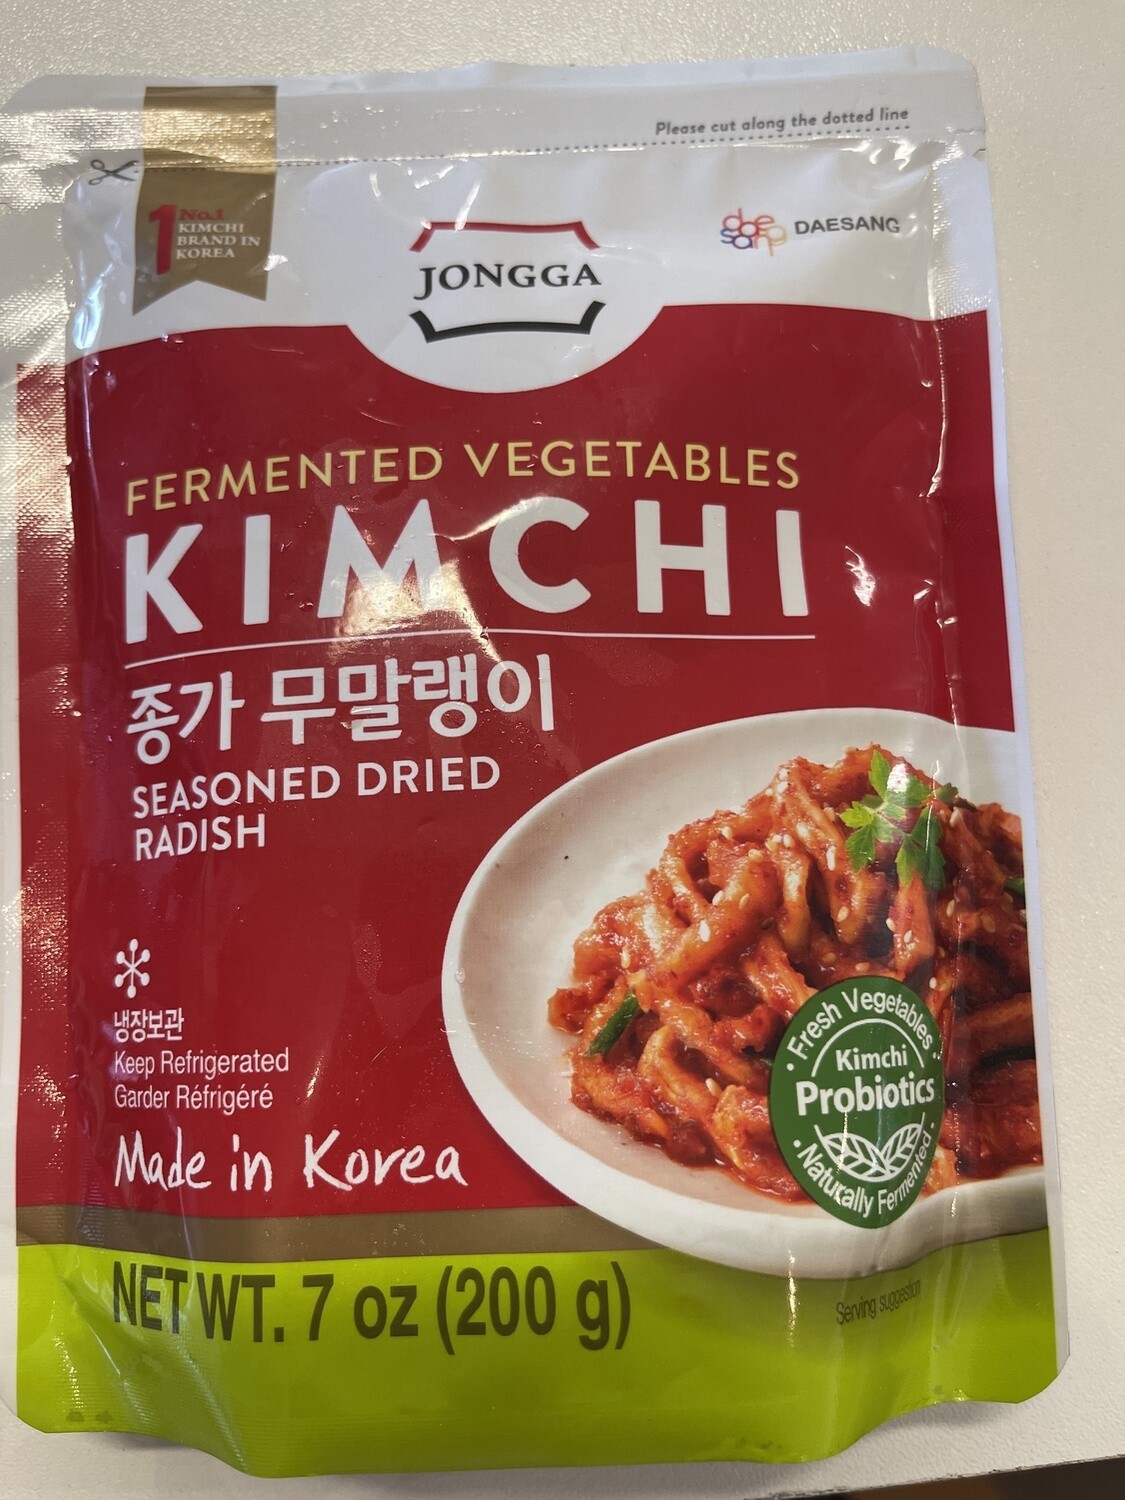 Please cut along the dotted line
1 No.1
KIMCHI
BRAND IN
KOREA
JONGGA
daesang DAESANG
FERMENTED VEGETABLES
KIMCHI
종가 무말랭이
SEASONED DRIED
RADISH
냉장보관
Keep Refrigerated
Garder Réfrigéré
Made in Korea
· Fresh Vegetables ·
Kimchi
Probiotics
· Naturally Fermented ·
NET WT. 7 oz (200 g)
Serving suggestion